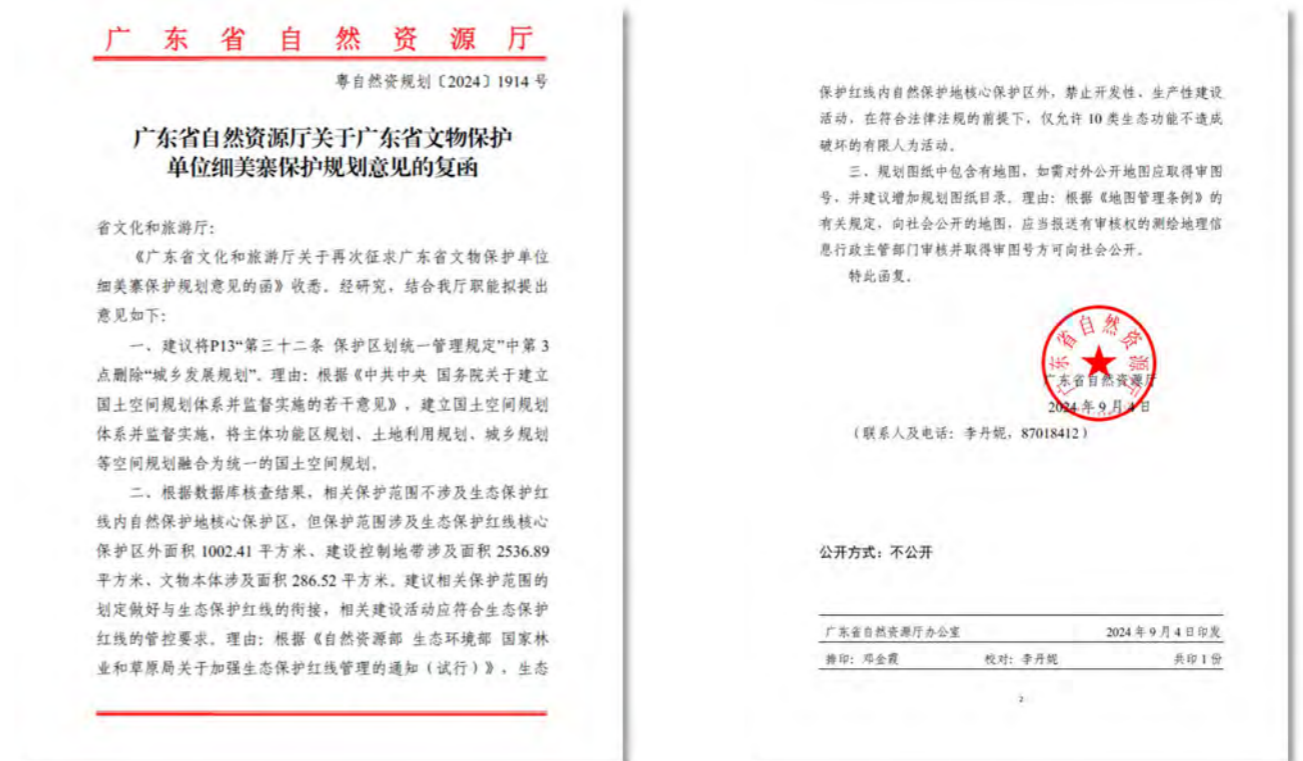 广东省自然资源厅
粤自然资规划〔2024〕1914号
广东省自然资源厅关于广东省文物保护
单位细美寨保护规划意见的复函
省文化和旅游厅：
《广东省文化和旅游厅关于再次征求广东省文物保护单位
细美寨保护规划意见的函》收悉。经研究，结合我厅职能拟提出
意见如下：
一、建议将P13“第三十二条 保护区划统一管理规定”中第3
点删除“城乡发展规划”。理由：根据《中共中央 国务院关于建立
国土空间规划体系并监督实施的若干意见》，建立国土空间规划
体系并监督实施，将主体功能区规划、土地利用规划、城乡规划
等空间规划融合为统一的国土空间规划。
二、根据数据库核查结果，相关保护范围不涉及生态保护红
线内自然保护地核心保护区，但保护范围涉及生态保护红线核心
保护区外面积1002.41平方米、建设控制地带涉及面积2536.89
平方米、文物本体涉及面积286.52平方米。建议相关保护范围的
划定做好与生态保护红线的衔接，相关建设活动应符合生态保护
红线的管控要求。理由：根据《自然资源部 生态环境部 国家林
业和草原局关于加强生态保护红线管理的通知（试行）》，生态
保护红线内自然保护地核心保护区外，禁止开发性、生产性建设
活动，在符合法律法规的前提下，仅允许10类生态功能不造成
破坏的有限人为活动。
三、规划图纸中包含有地图，如需对外公开地图应取得审图
号，并建议增加规划图纸目录。理由：根据《地图管理条例》的
有关规定，向社会公开的地图，应当报送有审核权的测绘地理信
息行政主管部门审核并取得审图号方可向社会公开。
特此函复。
广东省自然资源厅
广东省自然资源厅
2024年9月4日
（联系人及电话：李丹妮，87018412）
公开方式：不公开
广东省自然资源厅办公室 2024年9月4日印发
排印：邓金霞 校对：李丹妮 共印1份
2